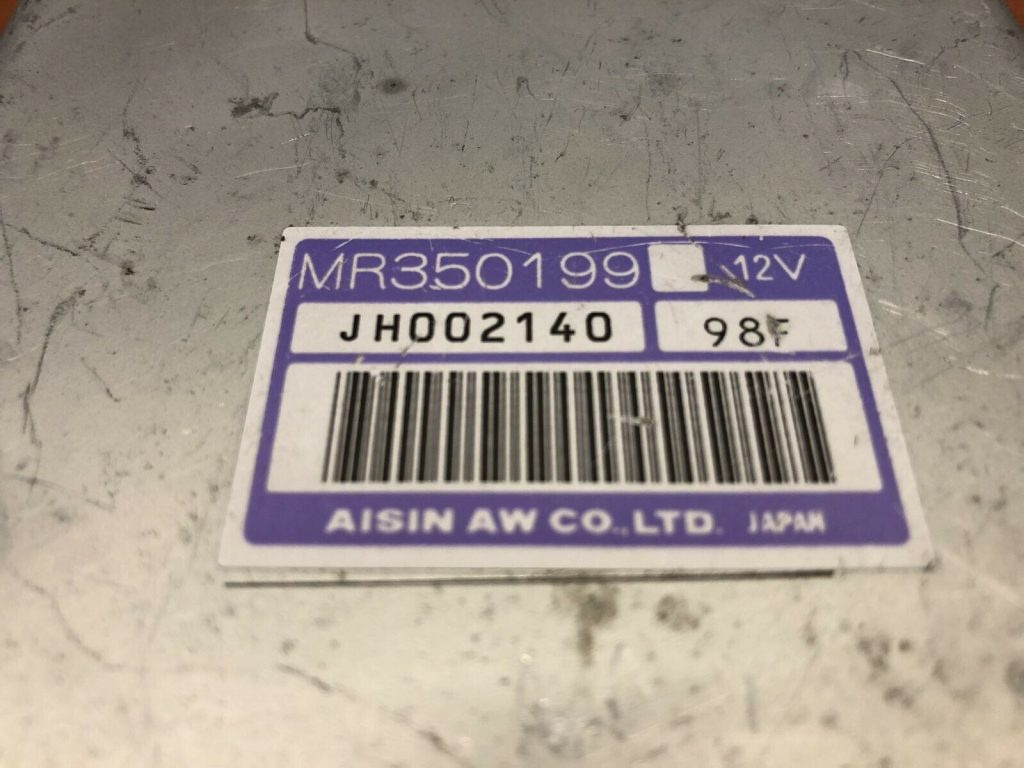 MR350199 12V
JH002140 98F
AISIN AW CO., LTD. JAPAN